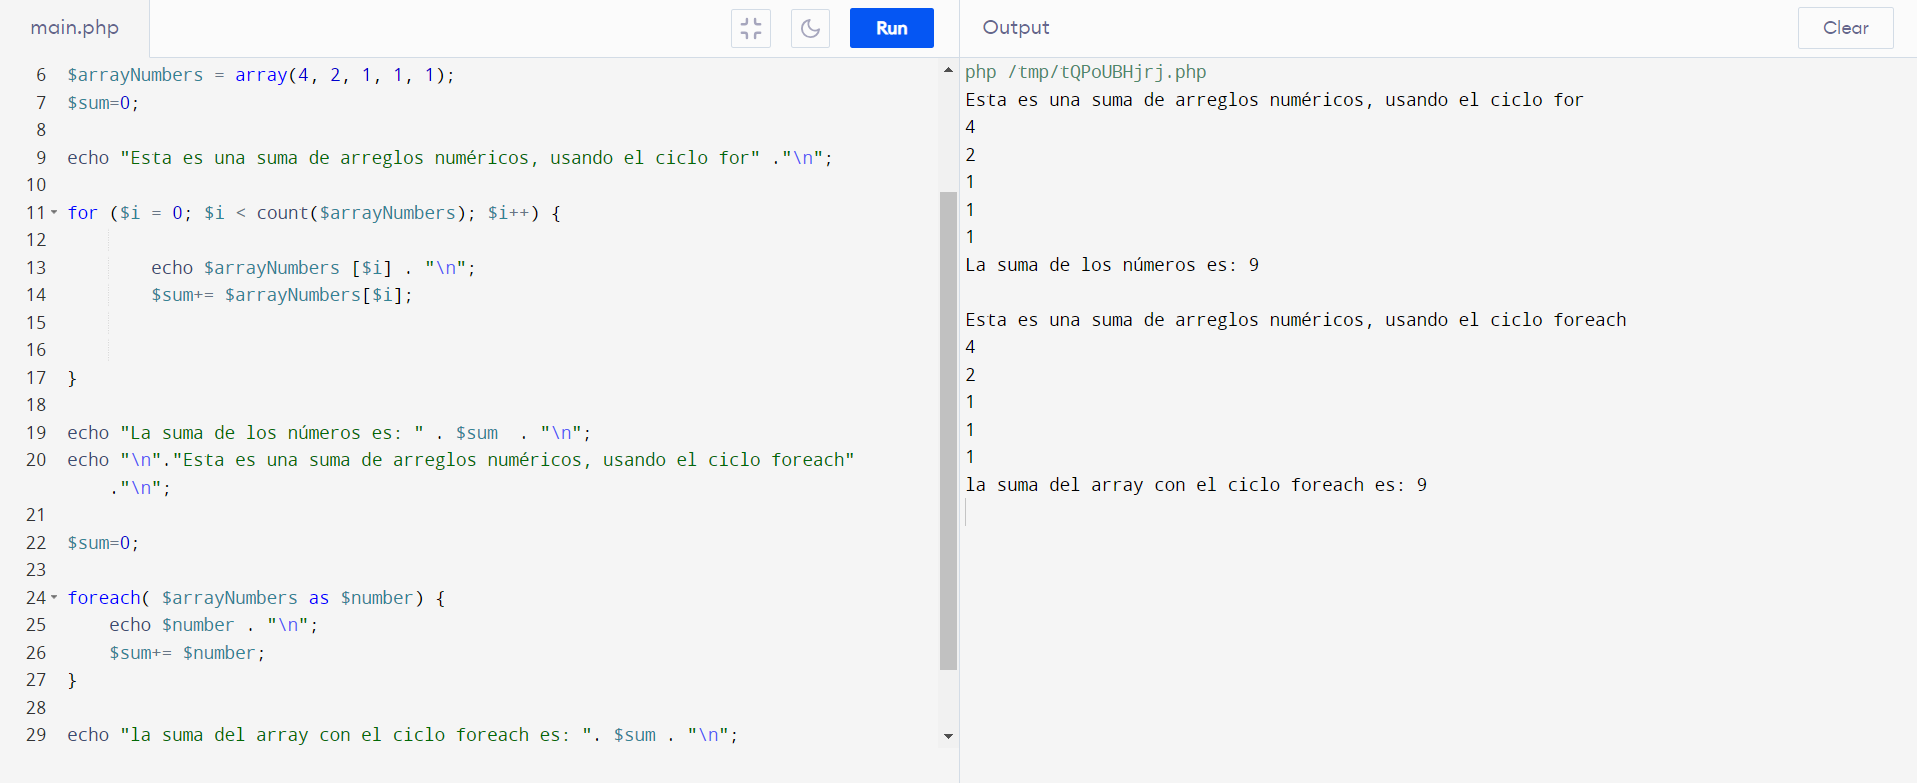 main.php
Run
6 $arrayNumbers = array(4, 2, 1, 1, 1);
7 $sum=0;
8
9 echo "Esta es una suma de arreglos numéricos, usando el ciclo for" ."\n";
10
11 for ($i = 0; $i < count($arrayNumbers); $i++) {
12
13         echo $arrayNumbers [$i] . "\n";
14         $sum+= $arrayNumbers[$i];
15
16
17 }
18
19 echo "La suma de los números es: " . $sum  . "\n";
20 echo "\n"."Esta es una suma de arreglos numéricos, usando el ciclo foreach"
    ."\n";
21
22 $sum=0;
23
24 foreach( $arrayNumbers as $number) {
25     echo $number . "\n";
26     $sum+= $number;
27 }
28
29 echo "la suma del array con el ciclo foreach es: ". $sum . "\n";
Output
Clear
php /tmp/tQPoUBHjrj.php
Esta es una suma de arreglos numéricos, usando el ciclo for
4
2
1
1
1
La suma de los números es: 9

Esta es una suma de arreglos numéricos, usando el ciclo foreach
4
2
1
1
1
la suma del array con el ciclo foreach es: 9